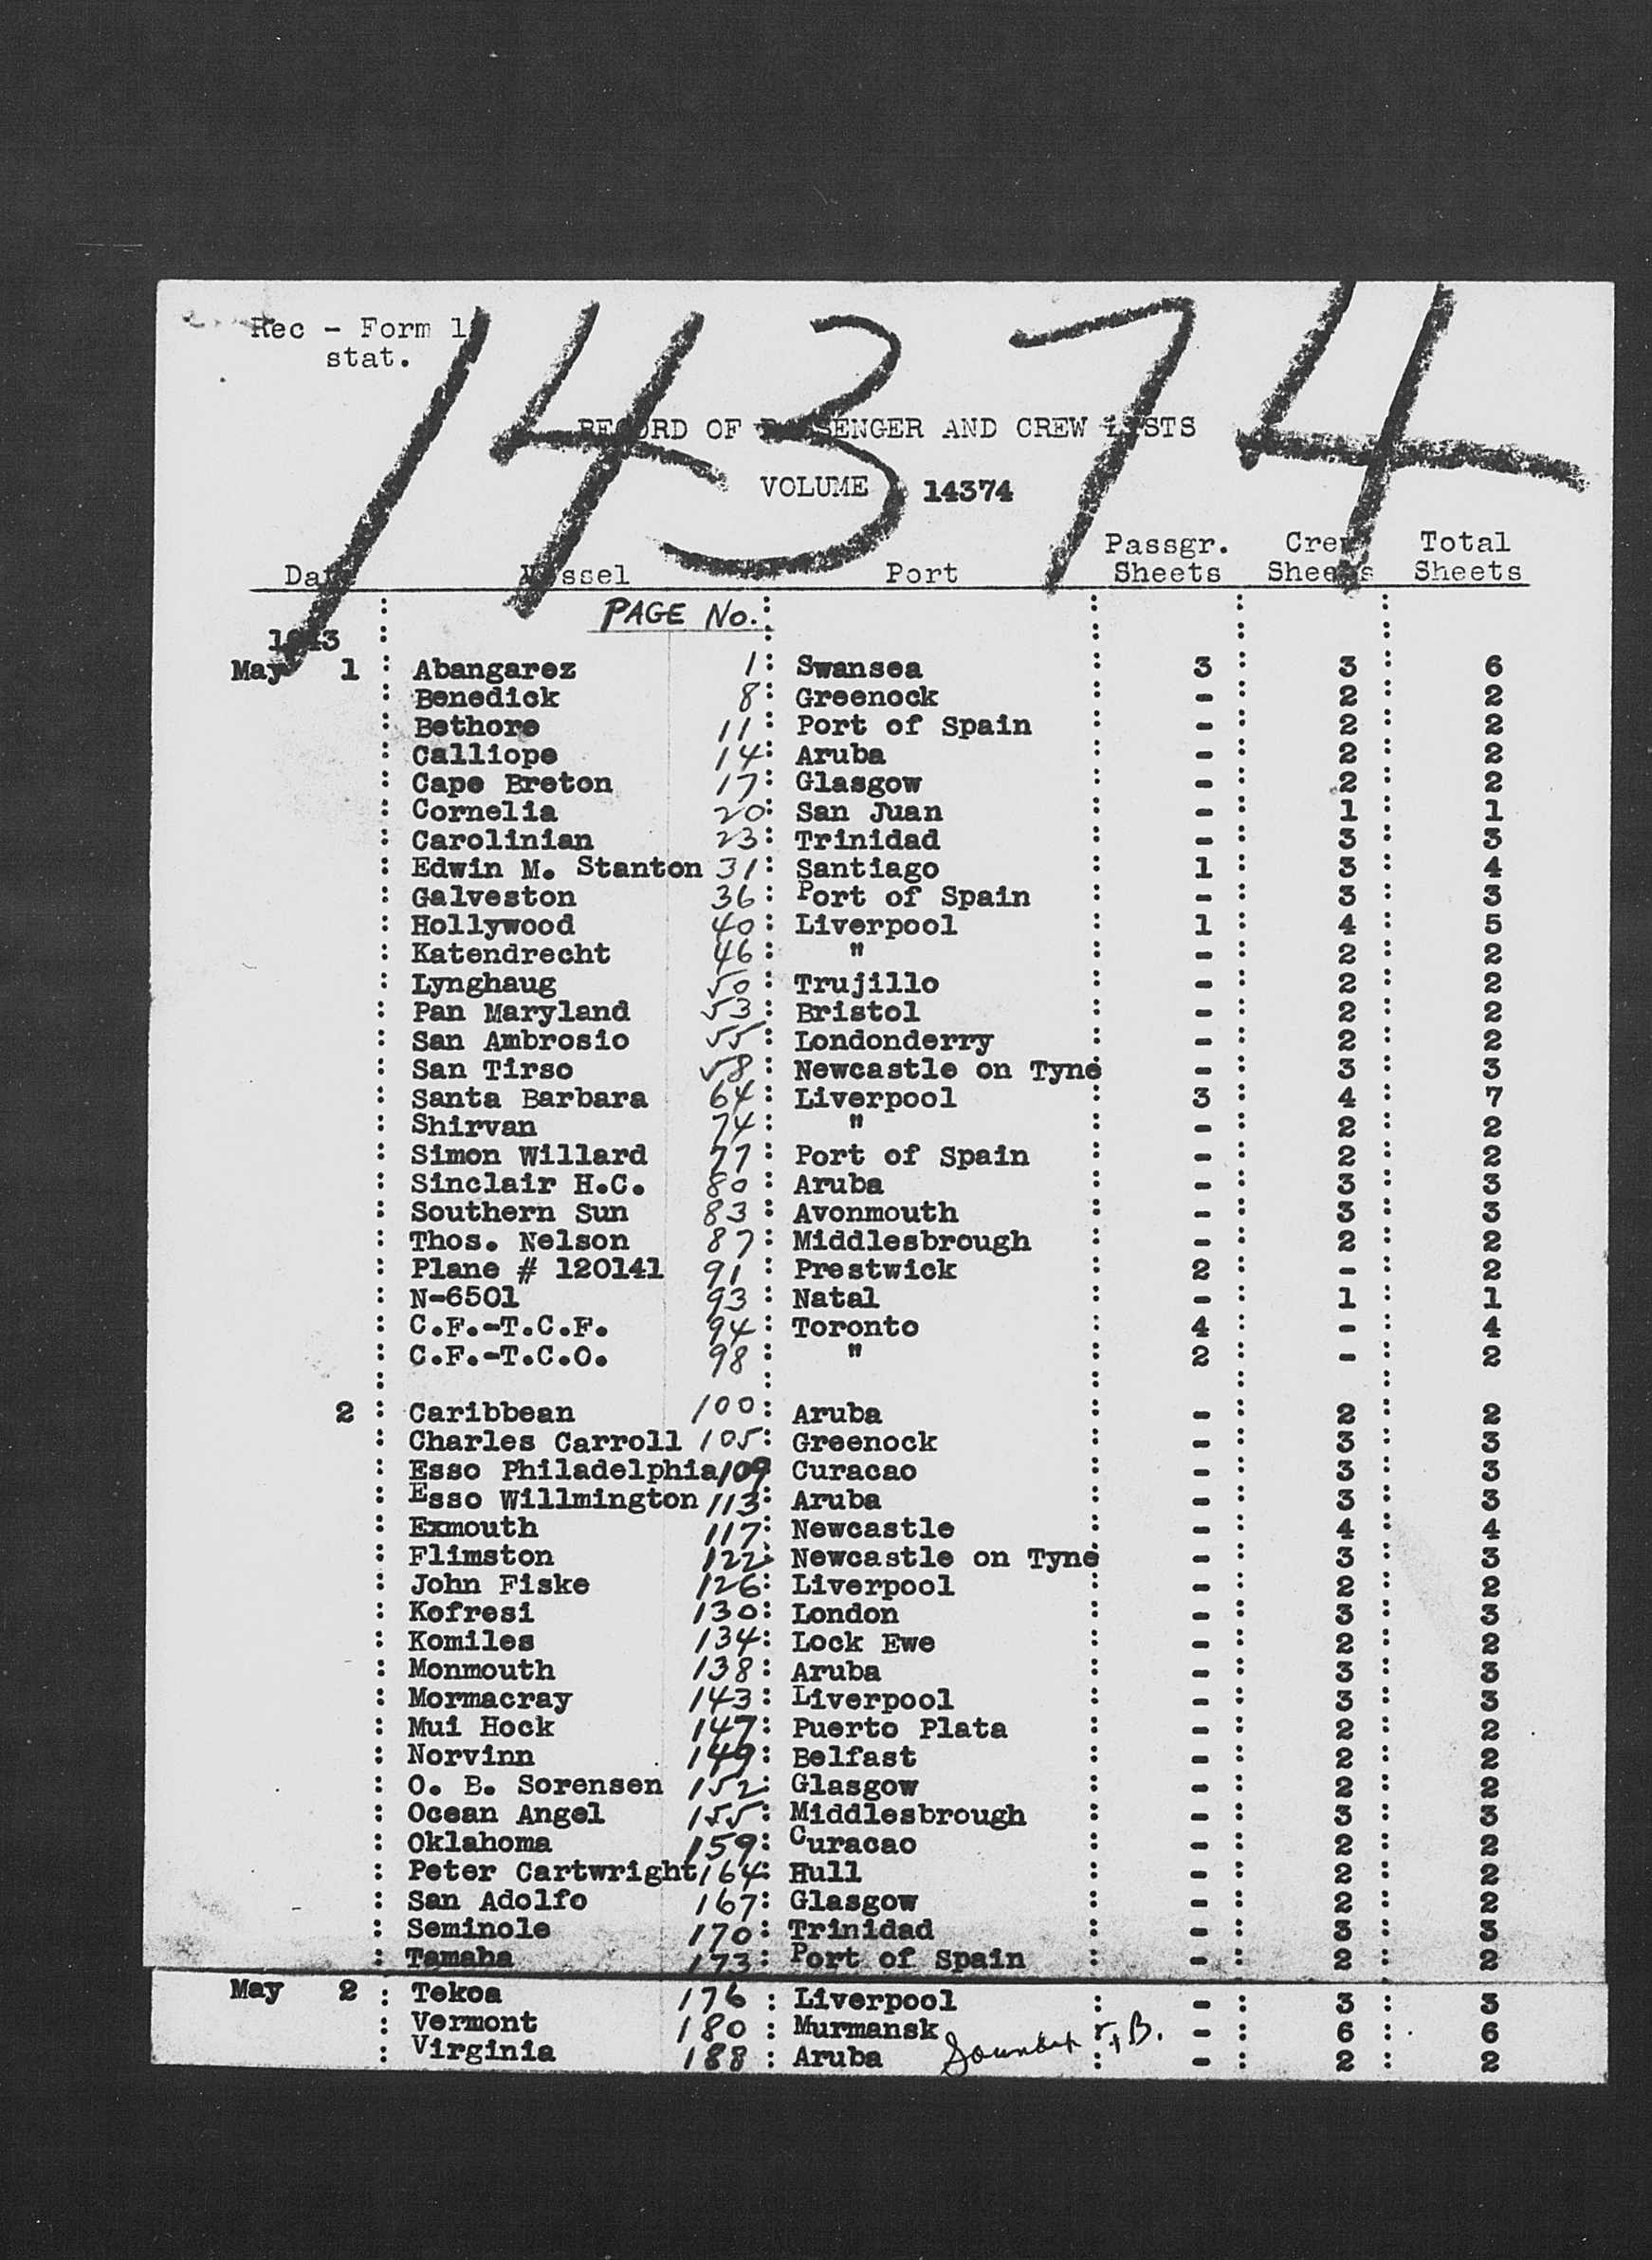 14374
Rec - Form 1
stat.
RECORD OF PASSENGER AND CREW LISTS
VOLUME 14374
Date Vessel Port Passgr. Sheets Crew Sheets Total Sheets
PAGE No.
1943
May 1 : Abangarez 1 : Swansea : 3 : 3 : 6
: Benedick 8 : Greenock : - : 2 : 2
: Bethore 11 : Port of Spain : - : 2 : 2
: Calliope 14 : Aruba : - : 2 : 2
: Cape Breton 17 : Glasgow : - : 2 : 2
: Cornelia 20 : San Juan : - : 1 : 1
: Carolinian 23 : Trinidad : - : 3 : 3
: Edwin M. Stanton 31 : Santiago : 1 : 3 : 4
: Galveston 36 : Port of Spain : - : 3 : 3
: Hollywood 40 : Liverpool : 1 : 4 : 5
: Katendrecht 46 : " : - : 2 : 2
: Lynghaug 50 : Trujillo : - : 2 : 2
: Pan Maryland 53 : Bristol : - : 2 : 2
: San Ambrosio 55 : Londonderry : - : 2 : 2
: San Tirso 58 : Newcastle on Tyne : - : 3 : 3
: Santa Barbara 64 : Liverpool : 3 : 4 : 7
: Shirvan 74 : " : - : 2 : 2
: Simon Willard 77 : Port of Spain : - : 2 : 2
: Sinclair H.C. 80 : Aruba : - : 3 : 3
: Southern Sun 83 : Avonmouth : - : 3 : 3
: Thos. Nelson 87 : Middlesbrough : - : 2 : 2
: Plane # 120141 91 : Prestwick : 2 : - : 2
: N-6501 93 : Natal : - : 1 : 1
: C.F.-T.C.F. 94 : Toronto : 4 : - : 4
: C.F.-T.C.O. 98 : " : 2 : - : 2
2 : Caribbean 100 : Aruba : - : 2 : 2
: Charles Carroll 105 : Greenock : - : 3 : 3
: Esso Philadelphia 109 : Curacao : - : 3 : 3
: Esso Willmington 113 : Aruba : - : 3 : 3
: Exmouth 117 : Newcastle : - : 4 : 4
: Flimston 122 : Newcastle on Tyne : - : 3 : 3
: John Fiske 126 : Liverpool : - : 2 : 2
: Kofresi 130 : London : - : 3 : 3
: Komiles 134 : Lock Ewe : - : 2 : 2
: Monmouth 138 : Aruba : - : 3 : 3
: Mormacray 143 : Liverpool : - : 3 : 3
: Mui Hock 147 : Puerto Plata : - : 2 : 2
: Norvinn 149 : Belfast : - : 2 : 2
: O. B. Sorensen 152 : Glasgow : - : 2 : 2
: Ocean Angel 155 : Middlesbrough : - : 3 : 3
: Oklahoma 159 : Curacao : - : 2 : 2
: Peter Cartwright 164 : Hull : - : 2 : 2
: San Adolfo 167 : Glasgow : - : 2 : 2
: Seminole 170 : Trinidad : - : 3 : 3
: Tamaha 173 : Port of Spain : - : 2 : 2
May 2 : Tekoa 176 : Liverpool : - : 3 : 3
: Vermont 180 : Murmansk : - : 6 : 6
: Virginia 188 : Aruba : - : 2 : 2